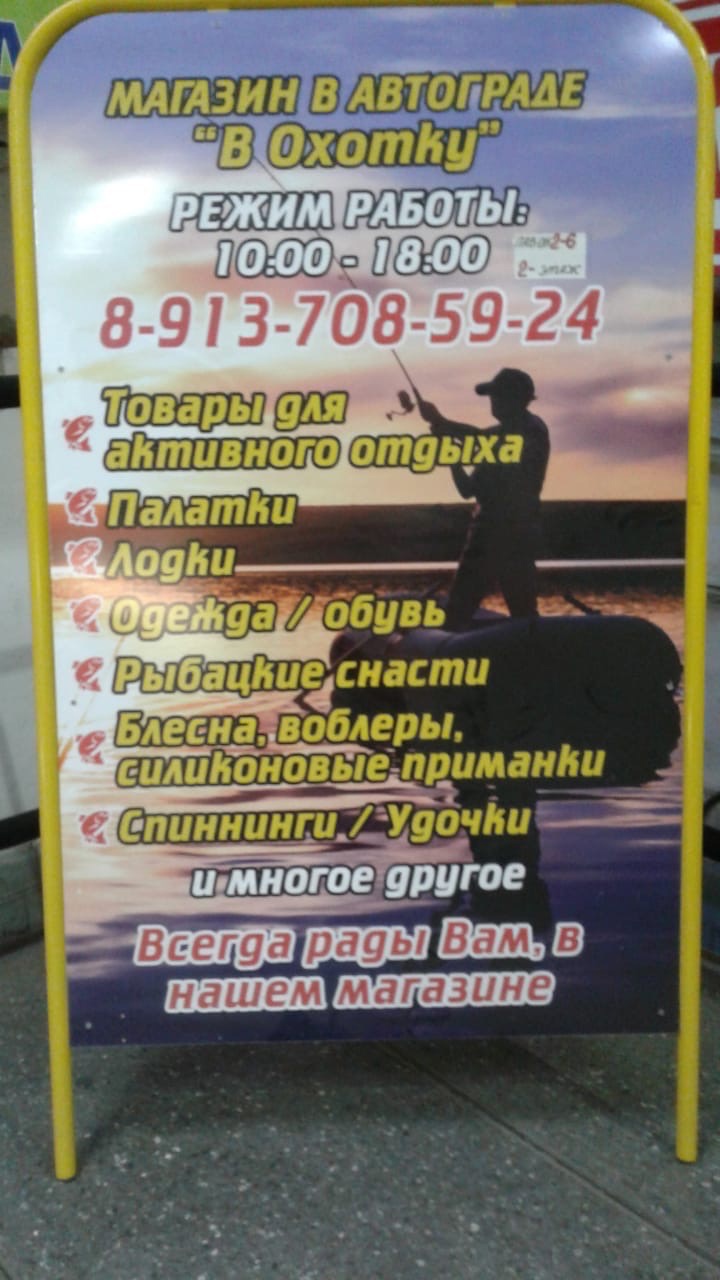 МАГАЗИН В АВТОГРАДЕ
“В Охотку”
РЕЖИМ РАБОТЫ:
10:00 - 18:00
2-6
2- этаж
8-913-708-59-24
Товары для
активного отдыха
Палатки
Лодки
Одежда / обувь
Рыбацкие снасти
Блесна, воблеры,
силиконовые приманки
Спиннинги / Удочки
и многое другое
Всегда рады Вам, в
нашем магазине